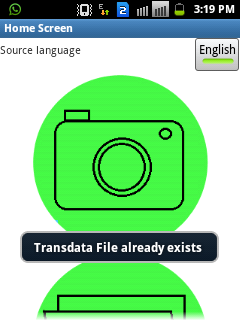 3:19 PM
Home Screen
Source language
English
Transdata File already exists